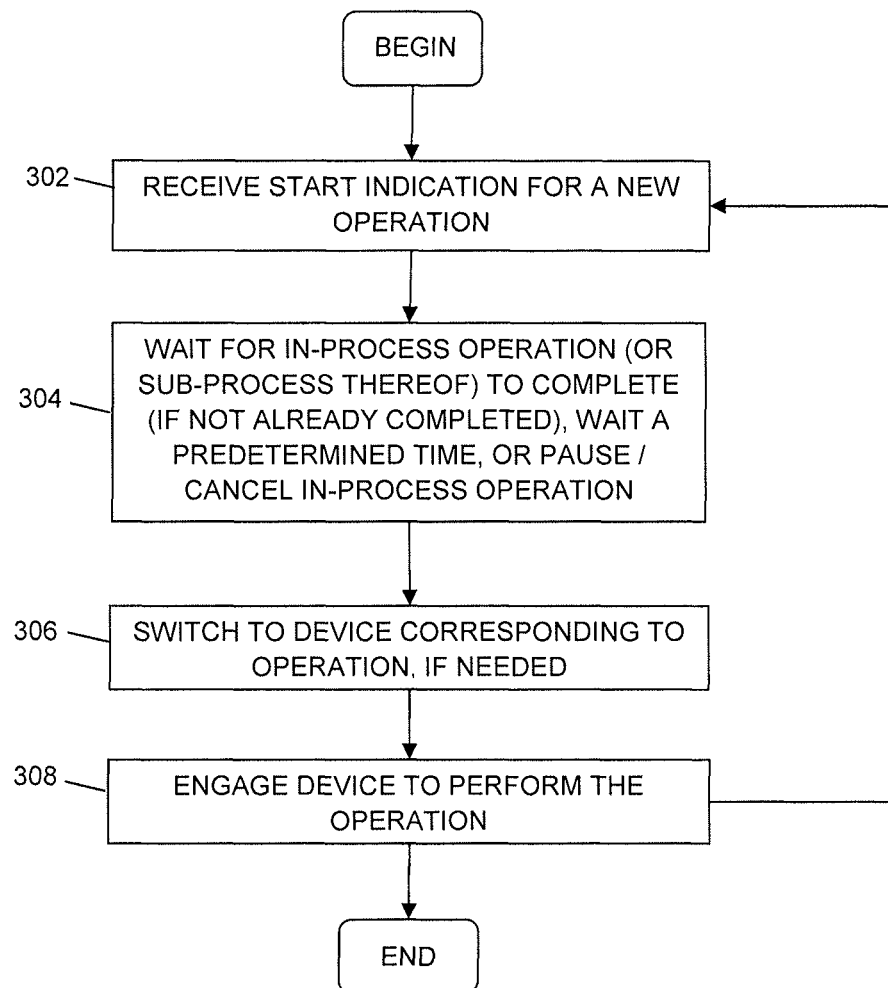 BEGIN
302
RECEIVE START INDICATION FOR A NEW
OPERATION
304
WAIT FOR IN-PROCESS OPERATION (OR
SUB-PROCESS THEREOF) TO COMPLETE
(IF NOT ALREADY COMPLETED), WAIT A
PREDETERMINED TIME, OR PAUSE /
CANCEL IN-PROCESS OPERATION
306
SWITCH TO DEVICE CORRESPONDING TO
OPERATION, IF NEEDED
308
ENGAGE DEVICE TO PERFORM THE
OPERATION
END